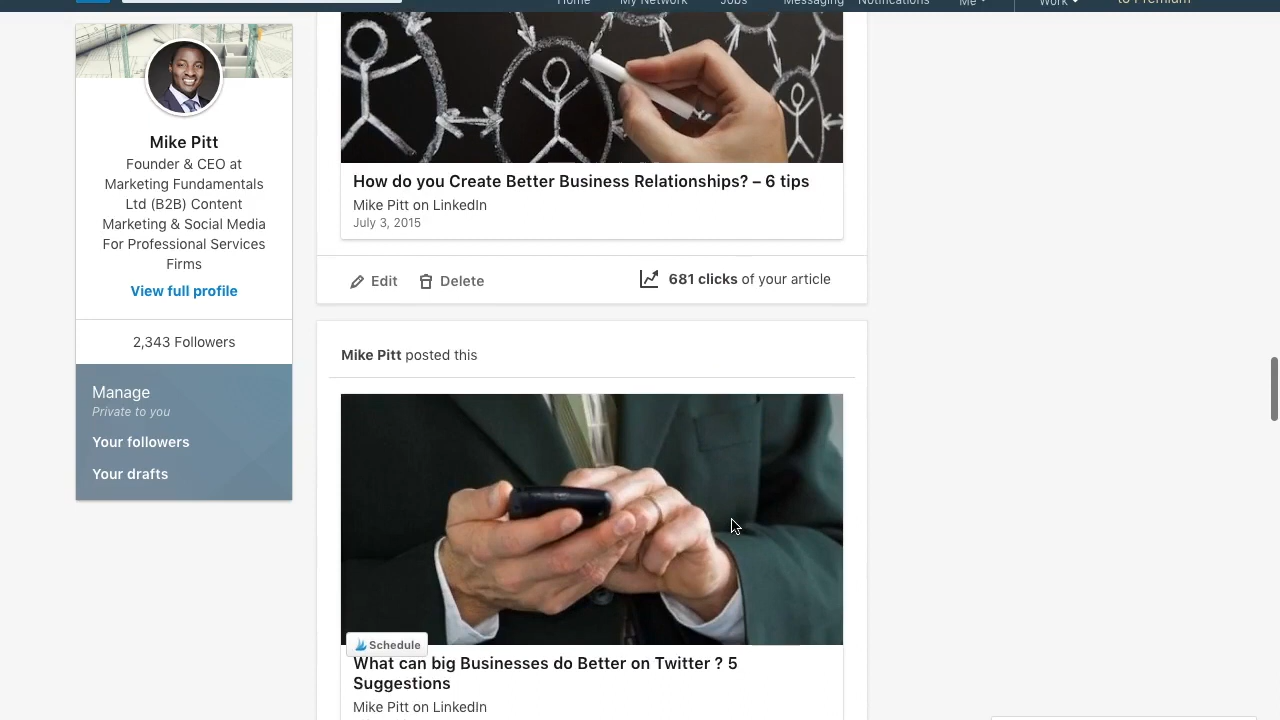 Home
My Network
Jobs
Messaging
Notifications
Me
Work
to Premium
Mike Pitt
Founder & CEO at
Marketing Fundamentals
Ltd (B2B) Content
Marketing & Social Media
For Professional Services
Firms
View full profile
2,343 Followers
Manage
Private to you
Your followers
Your drafts
How do you Create Better Business Relationships? – 6 tips
Mike Pitt on LinkedIn
July 3, 2015
Edit
Delete
681 clicks of your article
Mike Pitt posted this
Schedule
What can big Businesses do Better on Twitter ? 5
Suggestions
Mike Pitt on LinkedIn